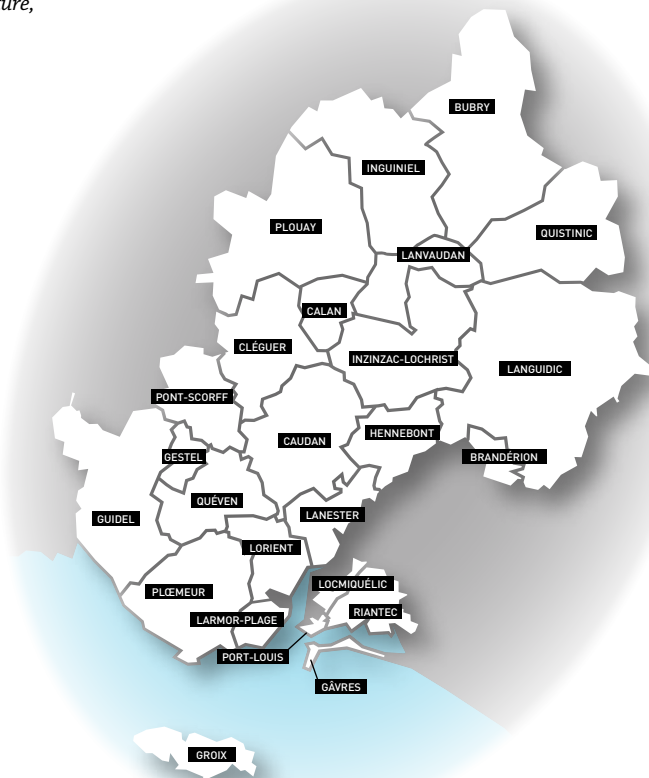 ture,
BUBRY
INGUINIEL
PLOUAY
QUISTINIC
LANVAUDAN
CALAN
CLÉGUER
INZINZAC-LOCHRIST
LANGUIDIC
PONT-SCORFF
HENNEBONT
CAUDAN
GESTEL
BRANDÉRION
QUÉVEN
LANESTER
GUIDEL
LORIENT
LOCMIQUÉLIC
PLŒMEUR
RIANTEC
LARMOR-PLAGE
PORT-LOUIS
GÂVRES
GROIX